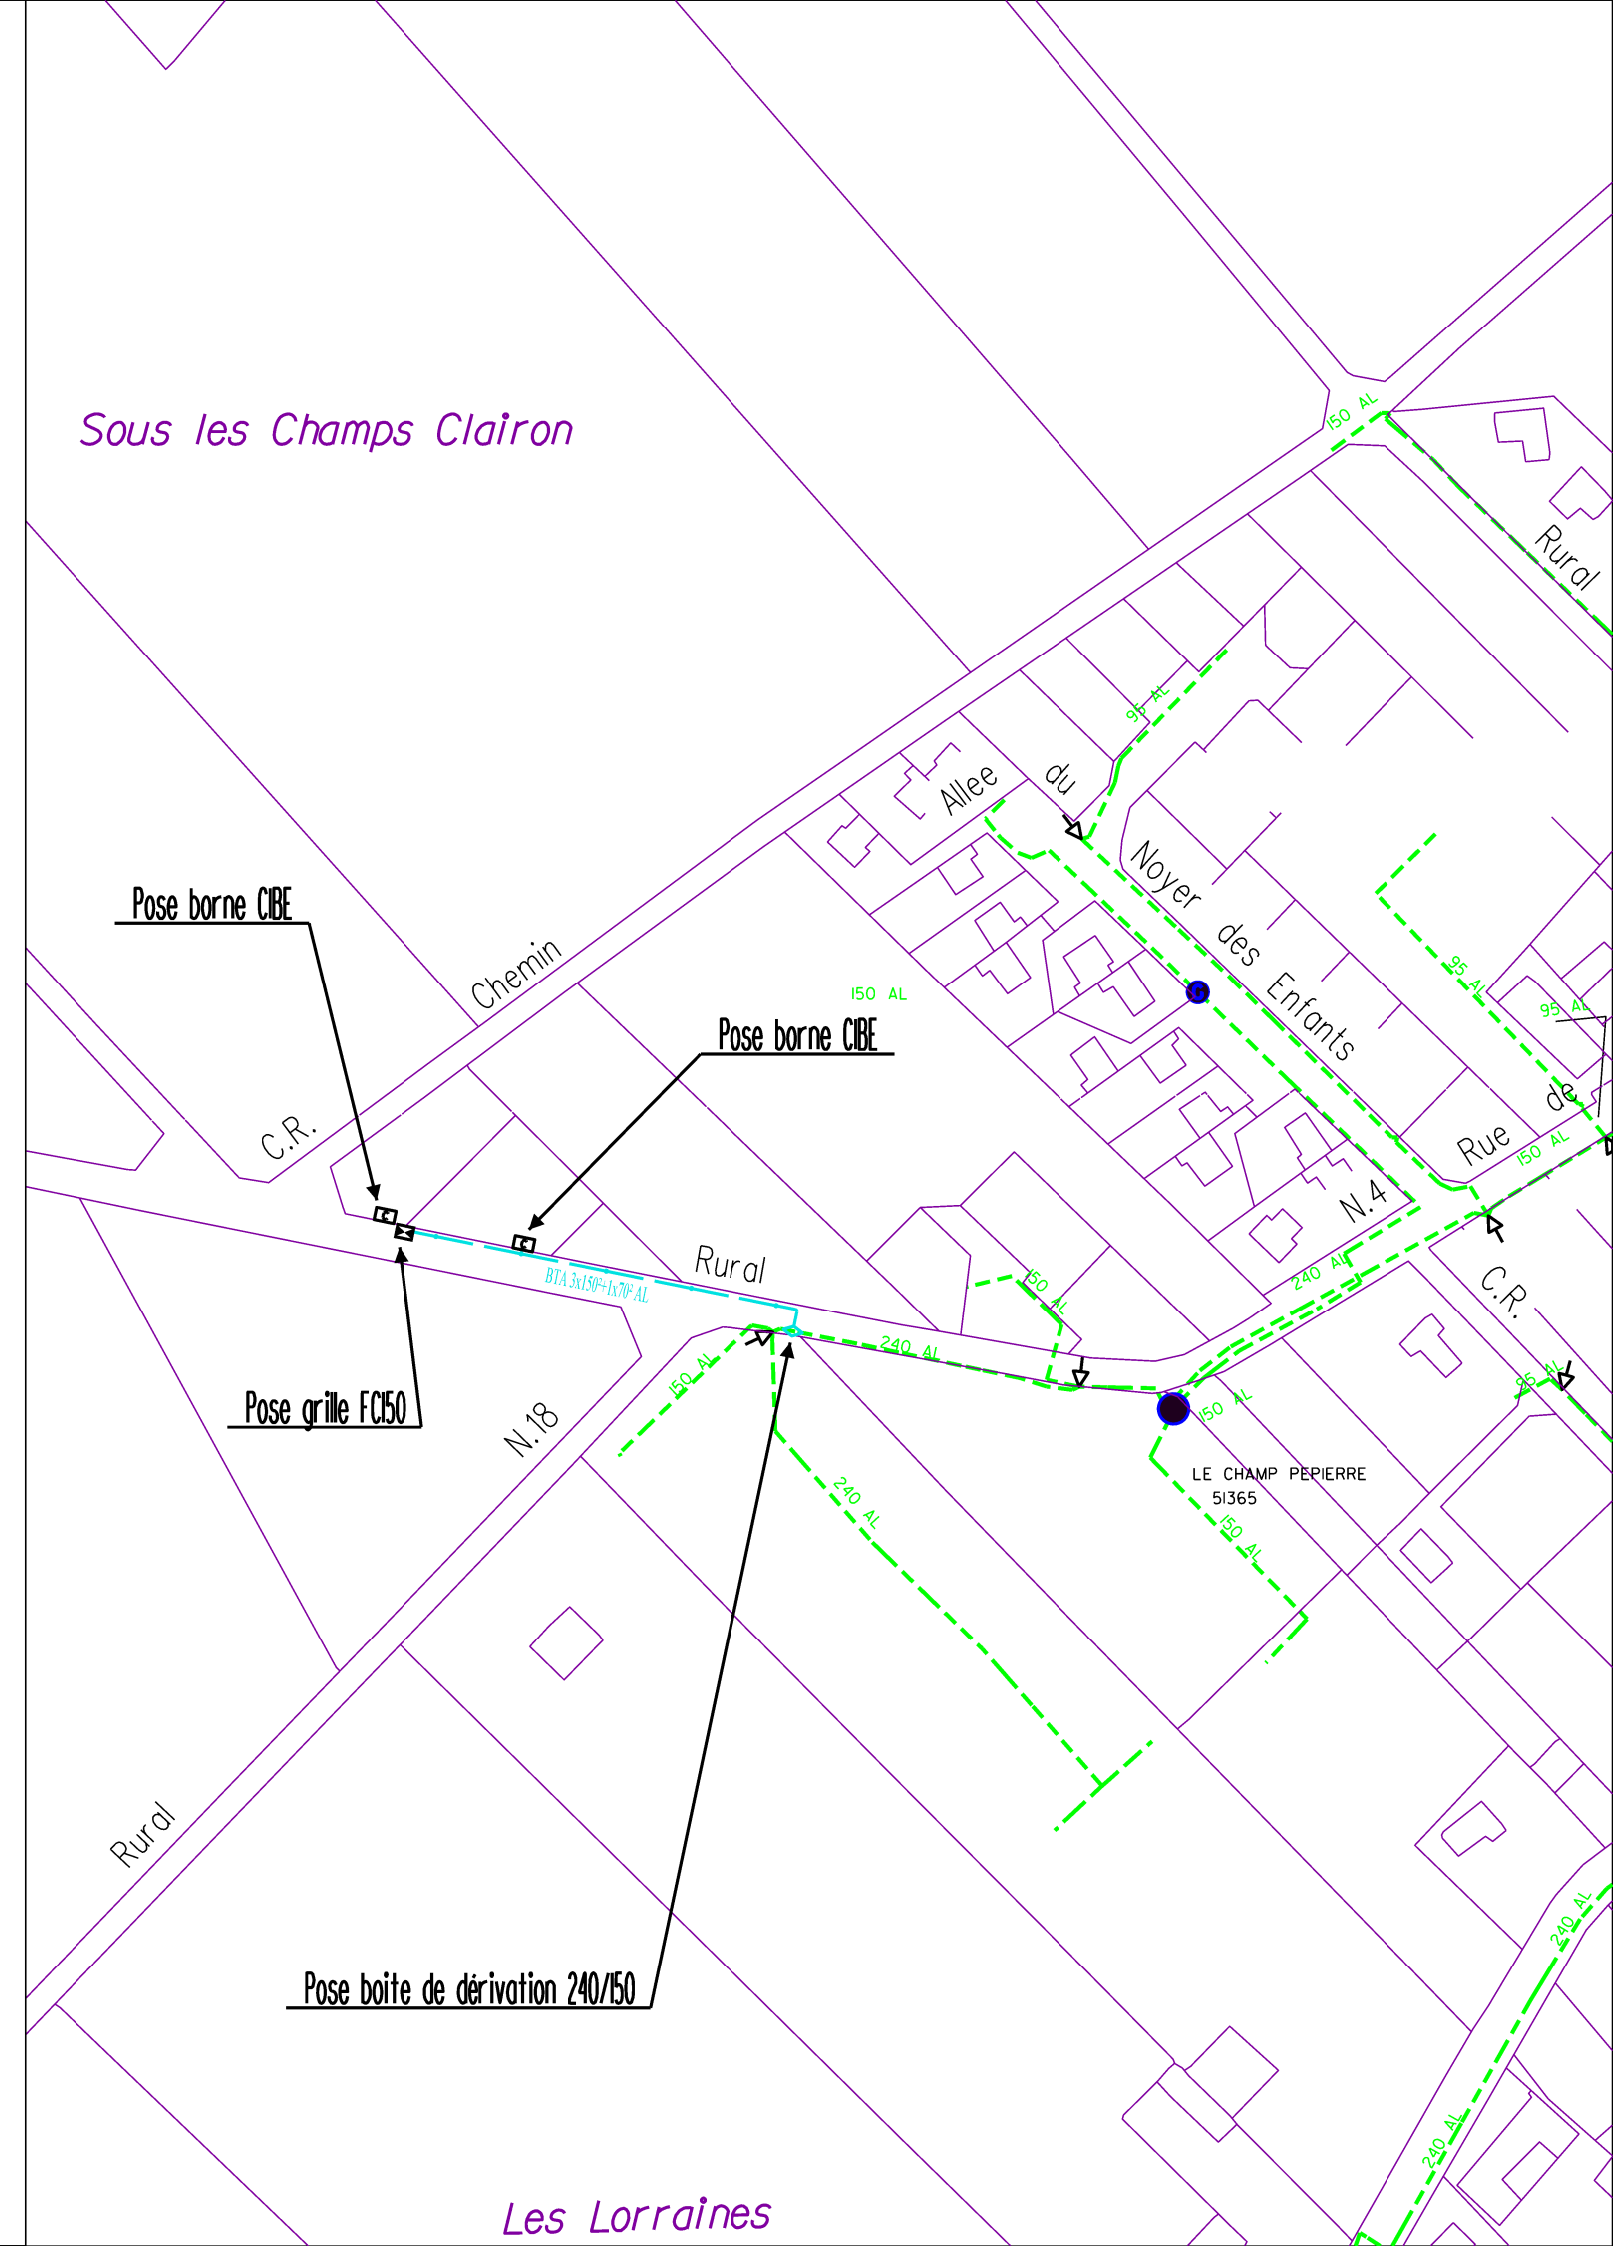 150 AL
Sous les Champs Clairon
Rural
95 AL
Allee
du
Noyer
des
Enfants
Pose borne CIBE
Chemin
150 AL
Pose borne CIBE
95 AL
95 AL
de
Rue
150 AL
C.R.
N.4
C
C
Rural
BTA 3x150²+1x70² AL
150 AL
240 AL
C.R.
240 AL
150 AL
95 AL
150 AL
Pose grille FC150
N.18
LE CHAMP PEPIERRE
51365
240 AL
150 AL
Rural
240 AL
Pose boite de dérivation 240/150
240 AL
Les Lorraines